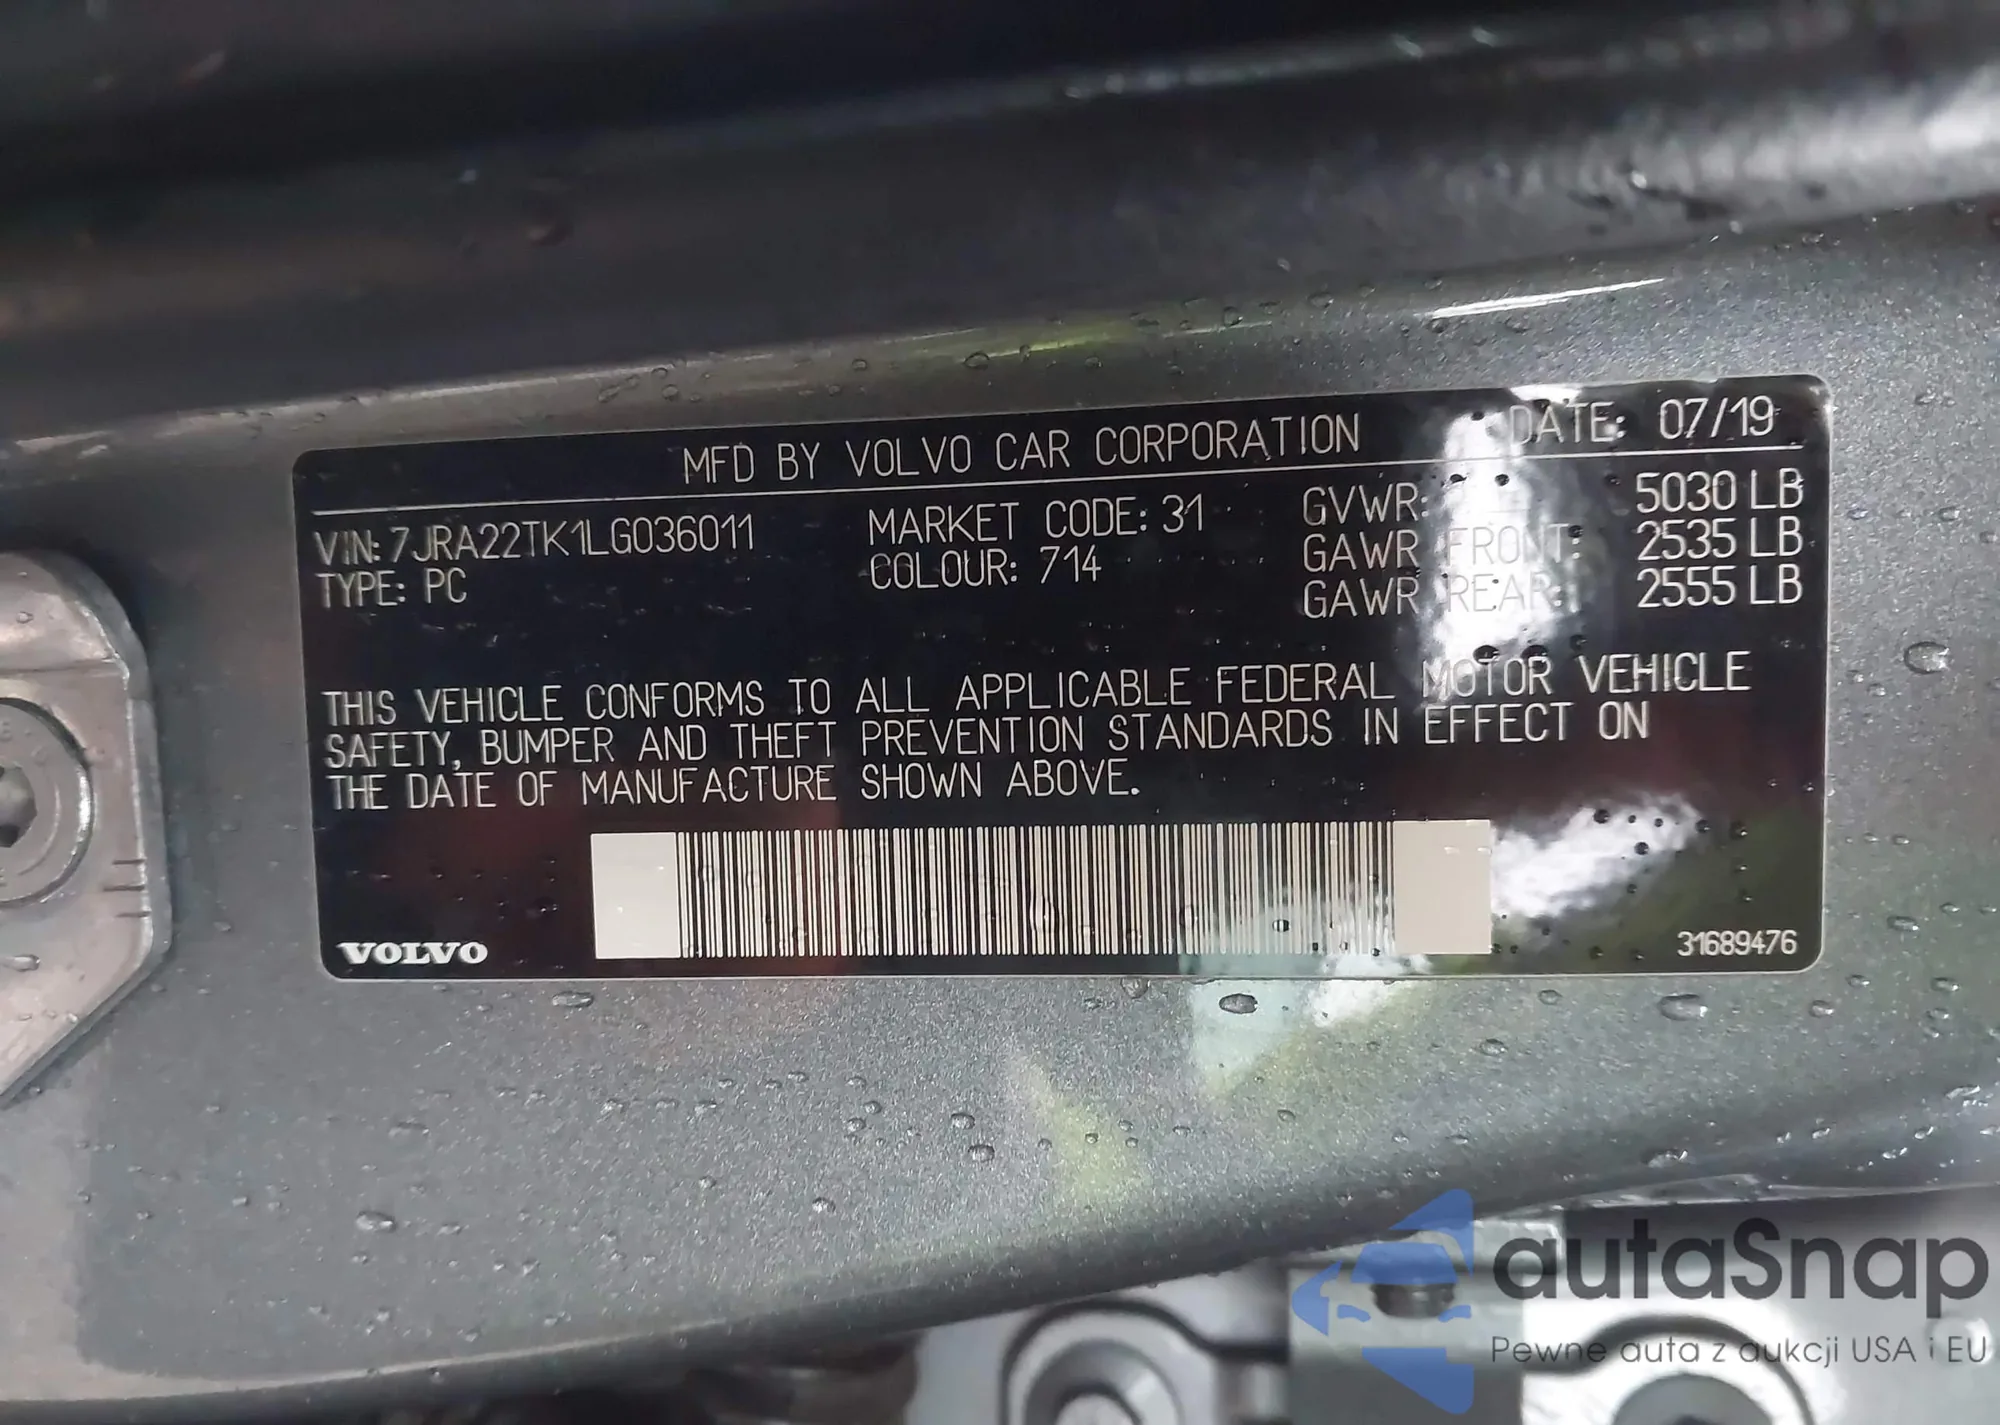 MFD BY VOLVO CAR CORPORATION DATE: 07/19
VIN: 7JRA22TK1LG036011 MARKET CODE: 31 GVWR: 5030 LB
TYPE: PC COLOUR: 714 GAWR FRONT: 2535 LB
GAWR REAR: 2555 LB
THIS VEHICLE CONFORMS TO ALL APPLICABLE FEDERAL MOTOR VEHICLE
SAFETY, BUMPER AND THEFT PREVENTION STANDARDS IN EFFECT ON
THE DATE OF MANUFACTURE SHOWN ABOVE.
VOLVO 31689476
autaSnap
Pewne auta z aukcji USA i EU